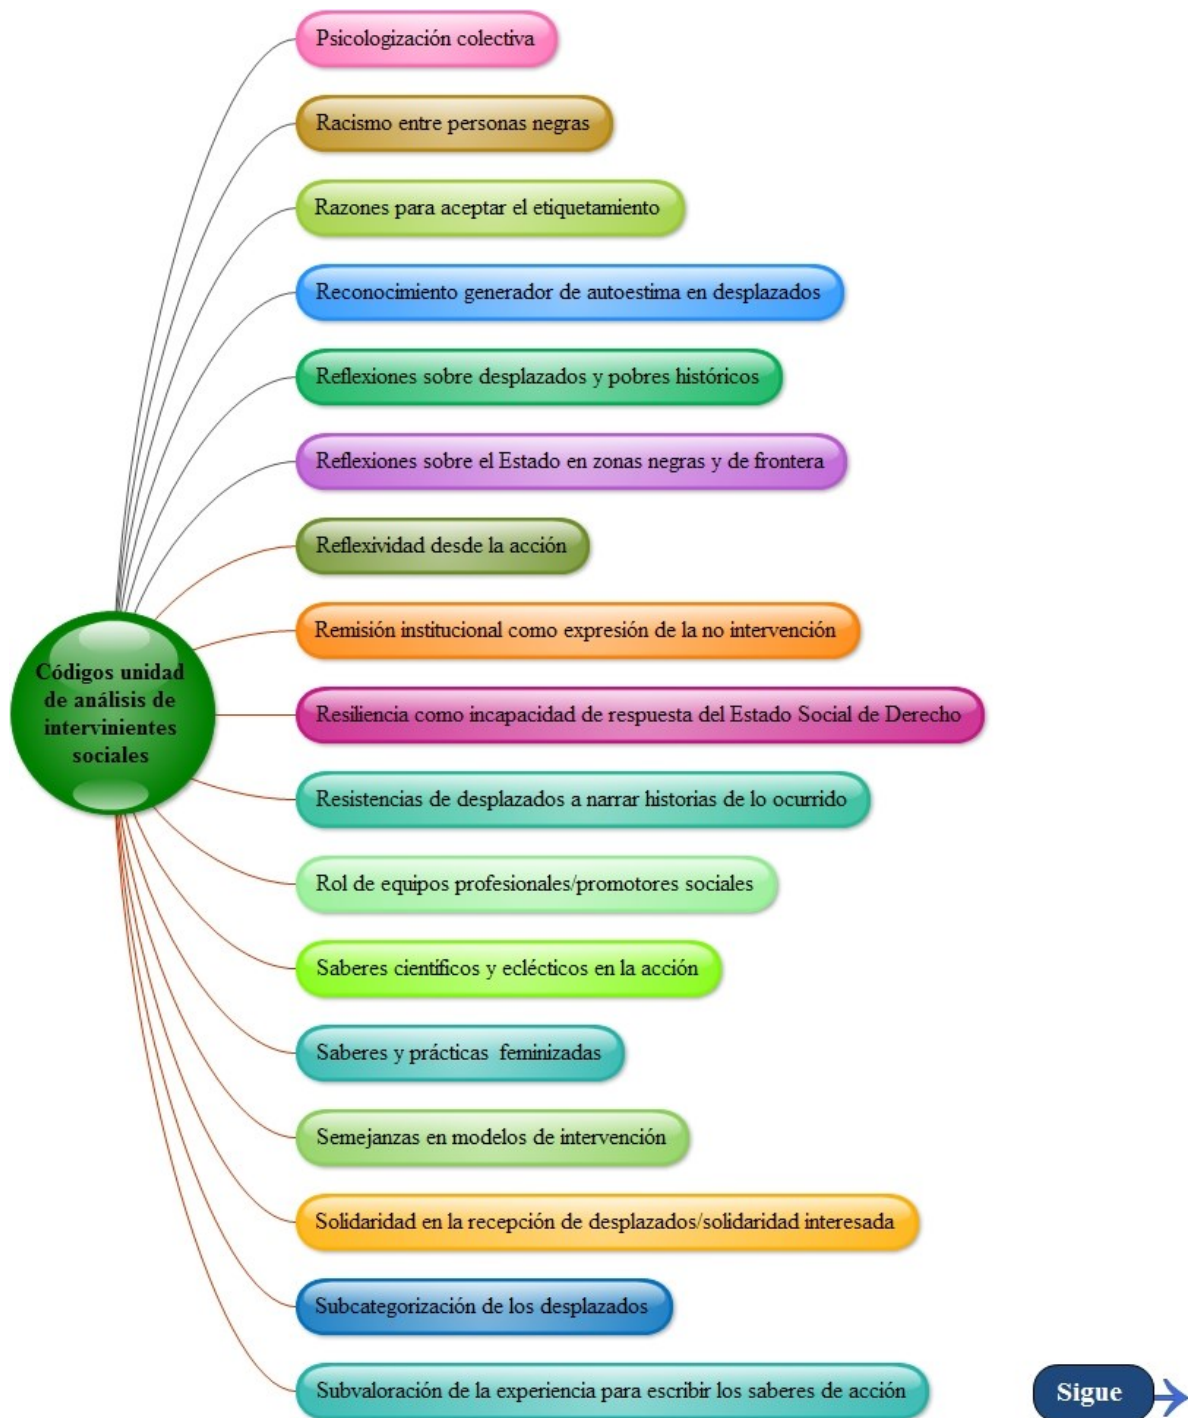 Psicologización colectiva
Racismo entre personas negras
Razones para aceptar el etiquetamiento
Reconocimiento generador de autoestima en desplazados
Reflexiones sobre desplazados y pobres históricos
Reflexiones sobre el Estado en zonas negras y de frontera
Reflexividad desde la acción
Remisión institucional como expresión de la no intervención
Códigos unidad
de análisis de
intervinientes
sociales
Resiliencia como incapacidad de respuesta del Estado Social de Derecho
Resistencias de desplazados a narrar historias de lo ocurrido
Rol de equipos profesionales/promotores sociales
Saberes científicos y eclécticos en la acción
Saberes y prácticas feminizadas
Semejanzas en modelos de intervención
Solidaridad en la recepción de desplazados/solidaridad interesada
Subcategorización de los desplazados
Subvaloración de la experiencia para escribir los saberes de acción
Sigue